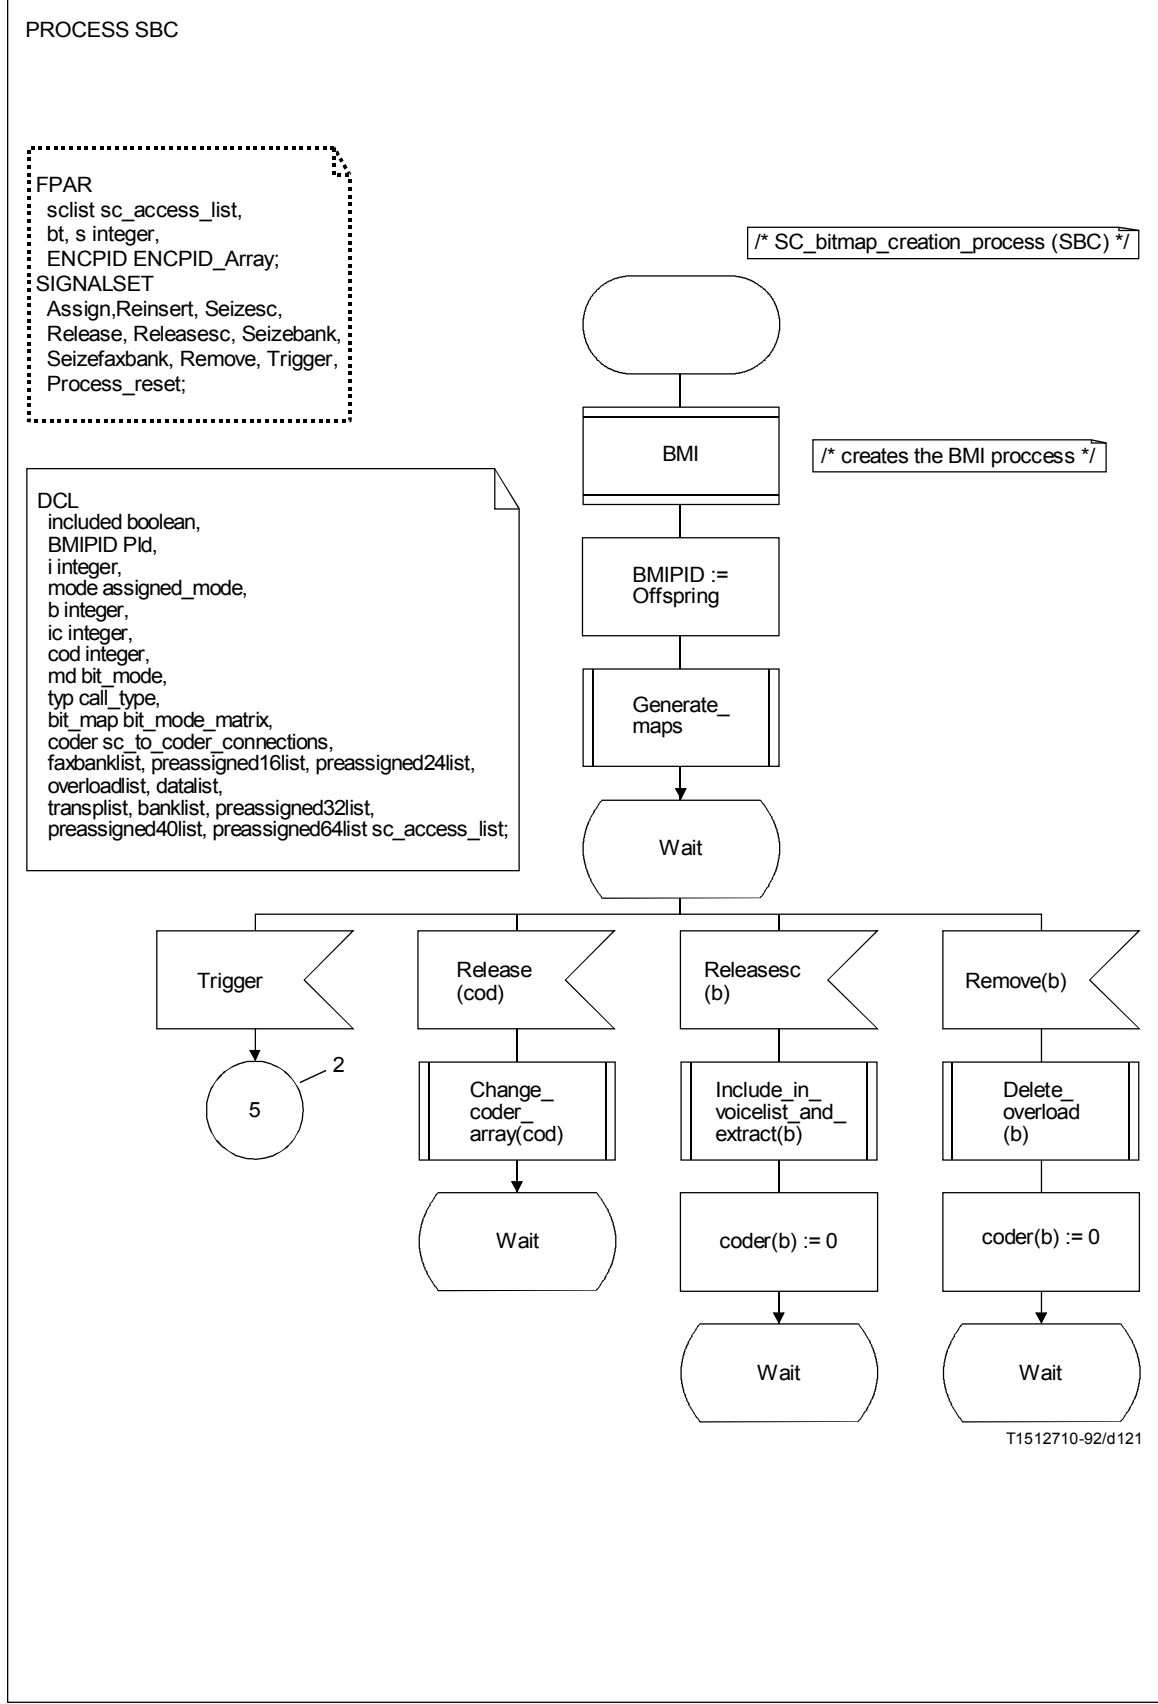 PROCESS SBC
FPAR
sclist sc_access_list,
bt, s integer,
ENCPID ENCPID_Array;
SIGNALSET
Assign,Reinsert, Seizesc,
Release, Releasesc, Seizebank,
Seizefaxbank, Remove, Trigger,
Process_reset;
/* SC_bitmap_creation_process (SBC) */
BMI
/* creates the BMI proccess */
DCL
included boolean,
BMIPID PId,
i integer,
mode assigned_mode,
b integer,
ic integer,
cod integer,
md bit_mode,
typ call_type,
bit_map bit_mode_matrix,
coder sc_to_coder_connections,
faxbanklist, preassigned16list, preassigned24list,
overloadlist, datalist,
transplist, banklist, preassigned32list,
preassigned40list, preassigned64list sc_access_list;
BMIPID :=
Offspring
Generate_
maps
Wait
Trigger
Release
(cod)
Releasesc
(b)
Remove(b)
2
5
Change_
coder_
array(cod)
Include_in_
voicelist_and_
extract(b)
Delete_
overload
(b)
Wait
coder(b) := 0
coder(b) := 0
Wait
Wait
T1512710-92/d121